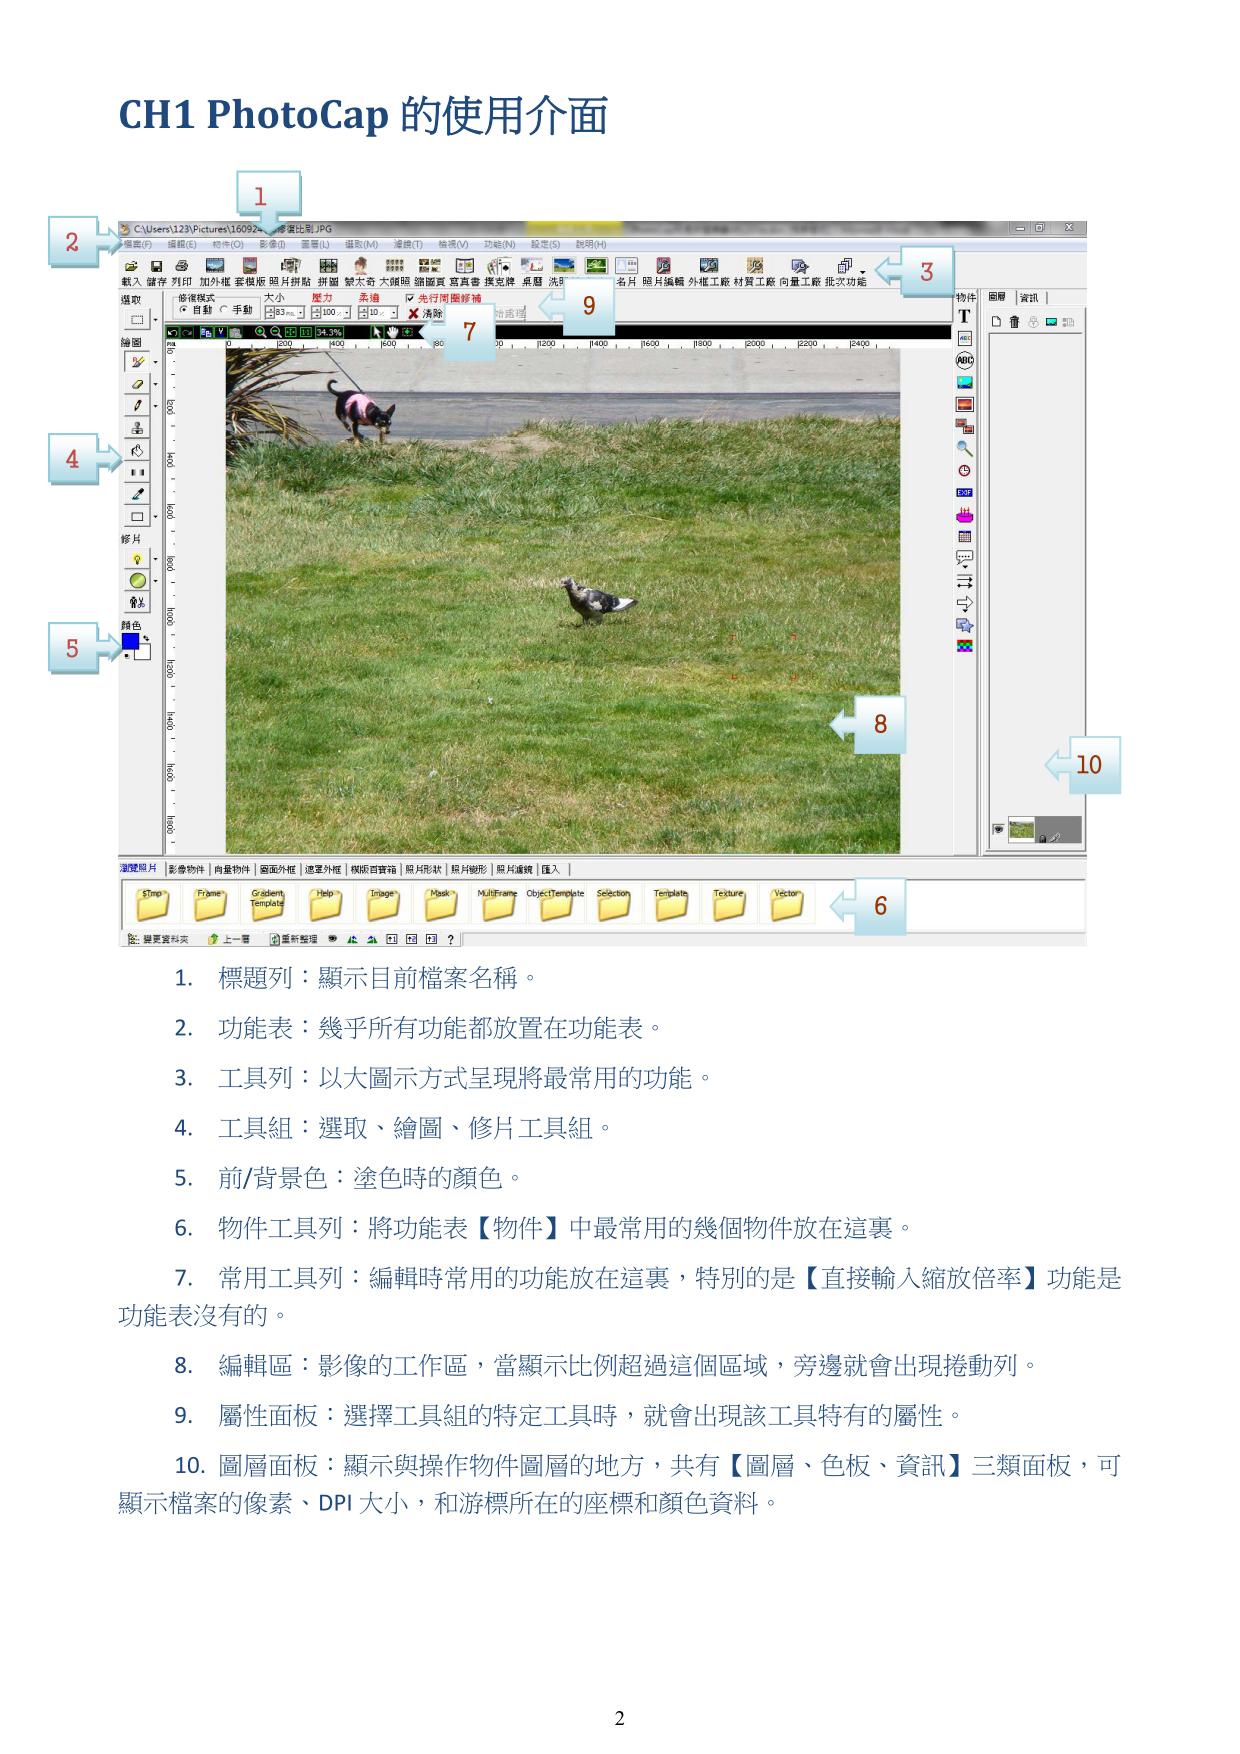 CH1 PhotoCap 的使用介面
1
2
C:\Users\123\Pictures\16092
修復比刷.JPG
檔案(F) 編輯(E) 物件(O) 影像(I) 圖層(L) 選取(M) 濾鏡(T) 檢視(V) 功能(N) 設定(S) 說明(H)
3
載入 儲存 列印 加外框 套模版 照片拼貼 拼圖 變大奇 大頭照 縮圖頁 寫真書 撲克牌 桌曆 名片 照片編輯 外框工廠 材質工廠 向量工廠 批次功能
選取 修復模式 大小 壓力 柔邊 先行周圍修補 物件 圖層 資訊
自動 手動 83 100 10 清除
9
7
34.3%
繪圖
0 200 400 600 1200 1400 1600 1800 2000 2200 2400
4
修片
EXIF
顏色
5
8
10
瀏覽照片 影像物件 向量物件 圖面外框 遮罩外框 模版百寶箱 照片形狀 照片變形 照片濾鏡 匯入
$Tmp Frame Gradient Template Help Image Mask MultiFrame ObjectTemplate Selection Template Texture Vector
6
變更資料夾 上一層 重新整理
1. 標題列：顯示目前檔案名稱。
2. 功能表：幾乎所有功能都放置在功能表。
3. 工具列：以大圖示方式呈現將最常用的功能。
4. 工具組：選取、繪圖、修片工具組。
5. 前/背景色：塗色時的顏色。
6. 物件工具列：將功能表【物件】中最常用的幾個物件放在這裏。
7. 常用工具列：編輯時常用的功能放在這裏，特別的是【直接輸入縮放倍率】功能是
功能表沒有的。
8. 編輯區：影像的工作區，當顯示比例超過這個區域，旁邊就會出現捲動列。
9. 屬性面板：選擇工具組的特定工具時，就會出現該工具特有的屬性。
10. 圖層面板：顯示與操作物件圖層的地方，共有【圖層、色板、資訊】三類面板，可
顯示檔案的像素、DPI 大小，和游標所在的座標和顏色資料。
2